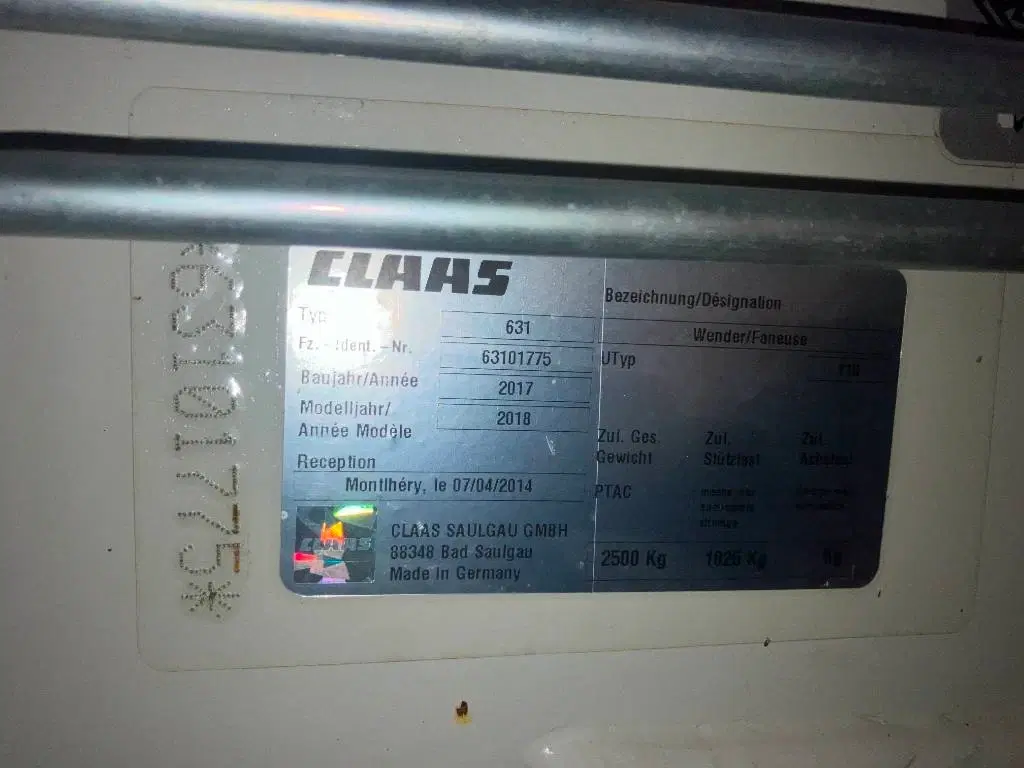 *63101775*
CLAAS
Bezeichnung/Désignation
Typ 631 Wender/Faneuse
Fz. - Ident. - Nr. 63101775 UTyp
Baujahr/Année 2017
Modelljahr/
Année Modèle 2018
Zul. Ges. Zul. Zul.
Gewicht Stützlast Achslast
Reception
Montlhéry, le 07/04/2014
PTAC
CLAAS
CLAAS SAULGAU GMBH
88348 Bad Saulgau
Made in Germany
2500 Kg Kg Kg